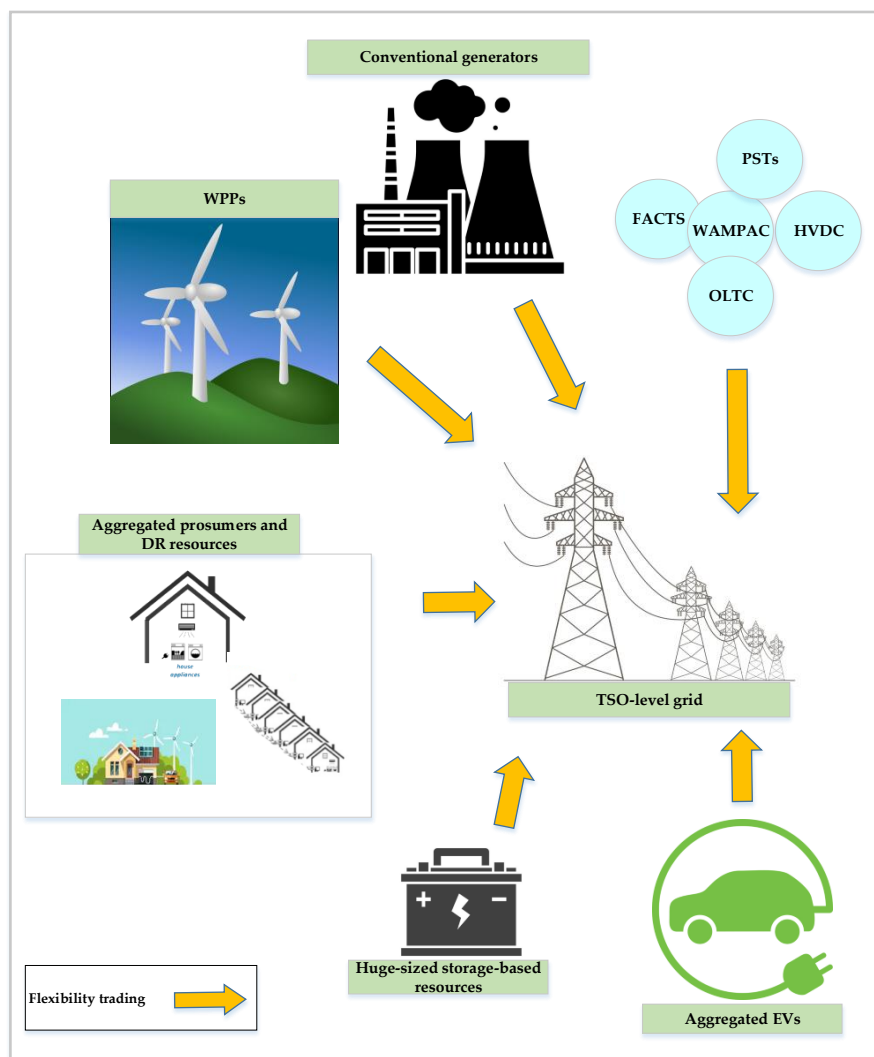 Conventional generators
WPPs
PSTs
FACTS
WAMPAC
HVDC
OLTC
Aggregated prosumers and
DR resources
house
appliances
TSO-level grid
Huge-sized storage-based
resources
Aggregated EVs
Flexibility trading